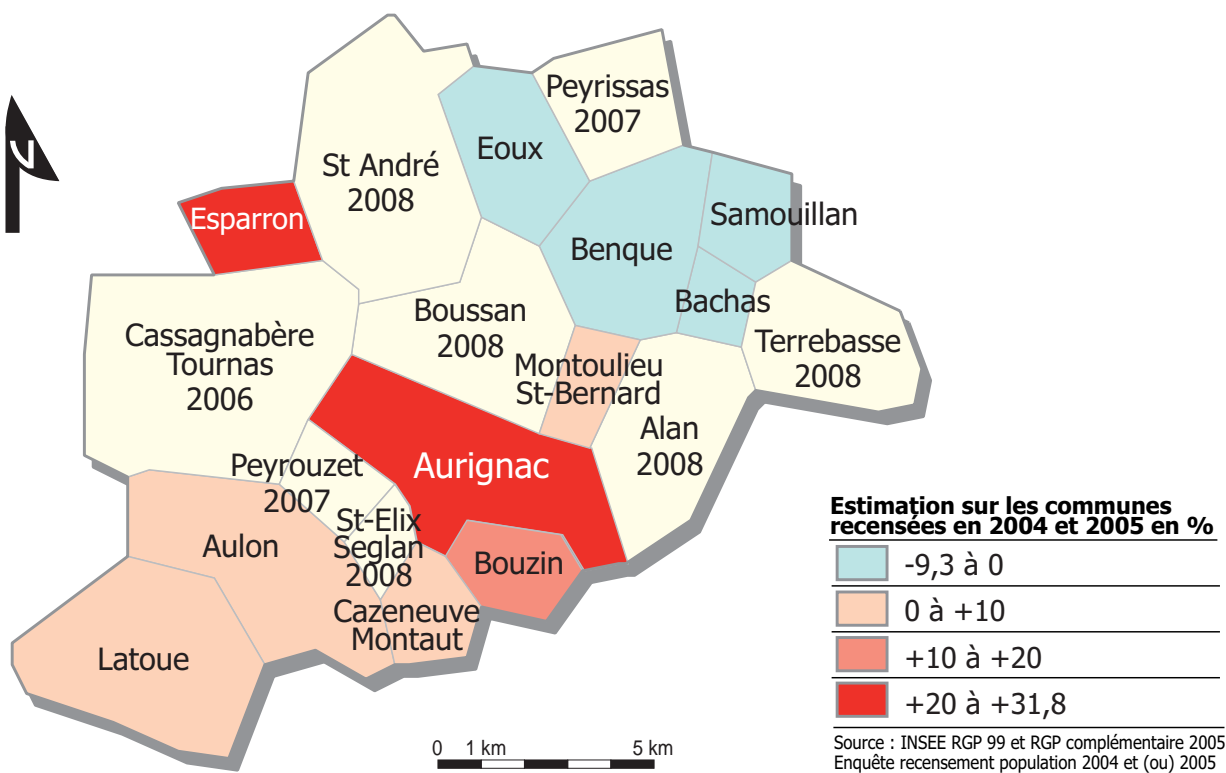 Peyrissas
2007
Eoux
St André
2008
Samouillan
Esparron
Benque
Bachas
Boussan
2008
Cassagnabère
Tournas
2006
Terrebasse
2008
Montoulieu
St-Bernard
Alan
2008
Aurignac
Peyrouzet
2007
St-Elix
Seglan
2008
Aulon
Bouzin
Cazeneuve
Montaut
Latoue
Estimation sur les communes
recensées en 2004 et 2005 en %
-9,3 à 0
0 à +10
+10 à +20
+20 à +31,8
Source : INSEE RGP 99 et RGP complémentaire 2005
Enquête recensement population 2004 et (ou) 2005
0 1 km 5 km